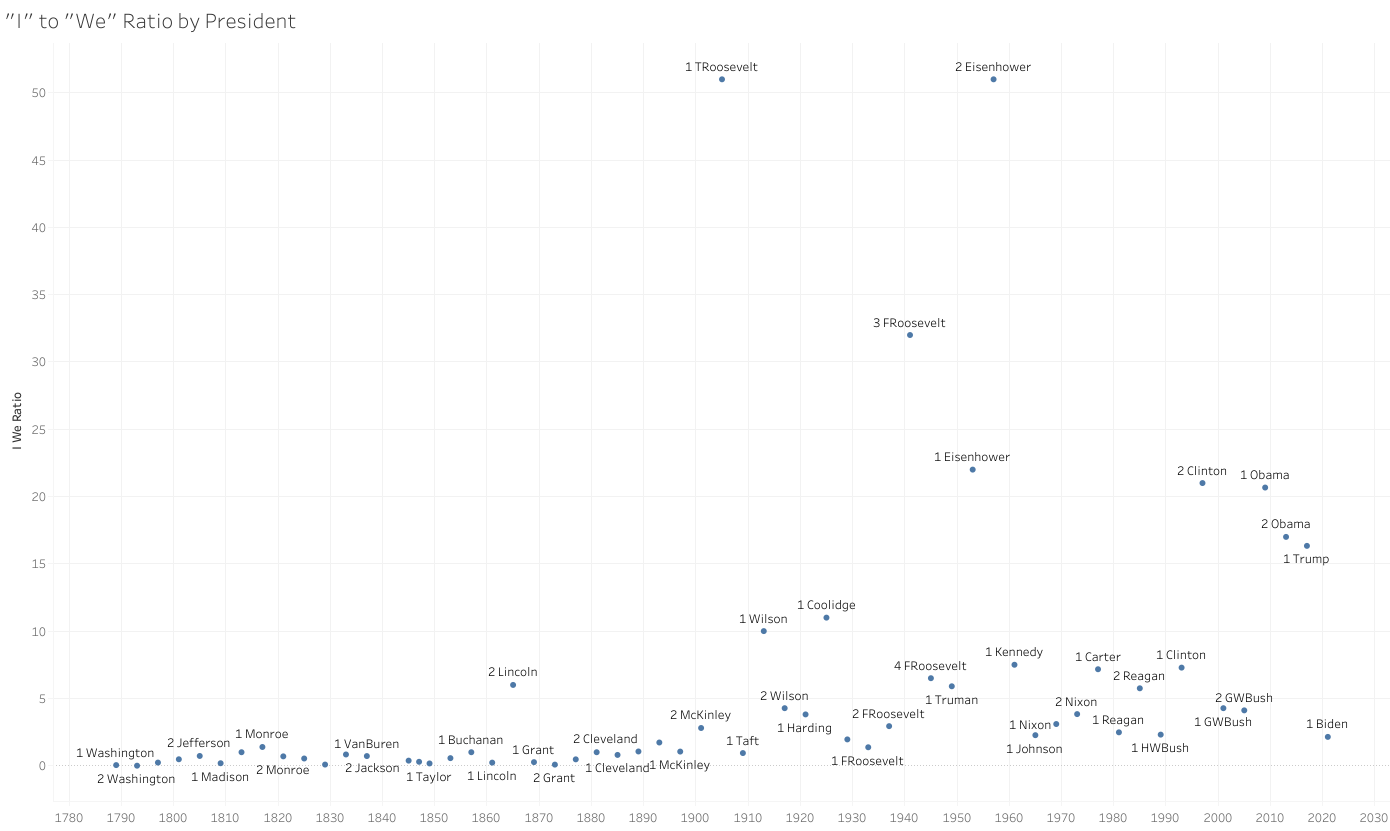 "I" to "We" Ratio by President
1 TRoosevelt
2 Eisenhower
50
45
40
35
3 FRoosevelt
30
I We Ratio
25
1 Eisenhower
2 Clinton
1 Obama
20
2 Obama
15
1 Trump
1 Coolidge
1 Wilson
10
2 Lincoln
4 FRoosevelt
1 Kennedy
1 Carter
1 Clinton
2 Reagan
5
2 Wilson
1 Truman
2 GWBush
2 McKinley
1 Harding
2 FRoosevelt
1 Nixon
2 Nixon
1 Reagan
1 GWBush
1 Biden
1 Washington
2 Jefferson
1 Monroe
1 VanBuren
1 Buchanan
1 Grant
2 Cleveland
1 Taft
1 Johnson
1 HWBush
0
2 Washington
1 Madison
2 Monroe
2 Jackson
1 Taylor
1 Lincoln
2 Grant
1 Cleveland
1 McKinley
1 FRoosevelt
1780 1790 1800 1810 1820 1830 1840 1850 1860 1870 1880 1890 1900 1910 1920 1930 1940 1950 1960 1970 1980 1990 2000 2010 2020 2030